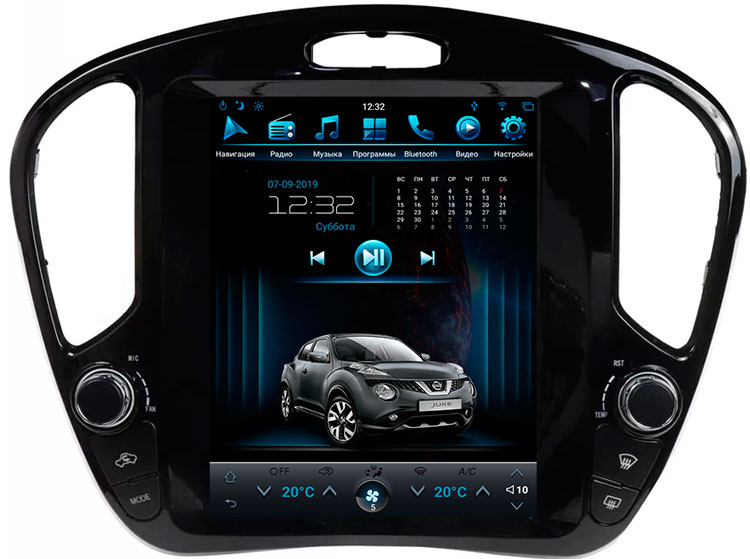 12:32
Навигация Радио Музыка Программы Bluetooth Видео Настройки
07-09-2019
12:32
Суббота
ВС ПН ВТ СР ЧТ ПТ СБ
1 2 3 4 5 6 7
8 9 10 11 12 13 14
15 16 17 18 19 20 21
22 23 24 25 26 27 28
29 30 1 2 3 4 5
6 7 8 9 10 11 12
MIC
RST
FAN
TEMP
JUKE
OFF A/C
20°C 20°C 10
5
MODE